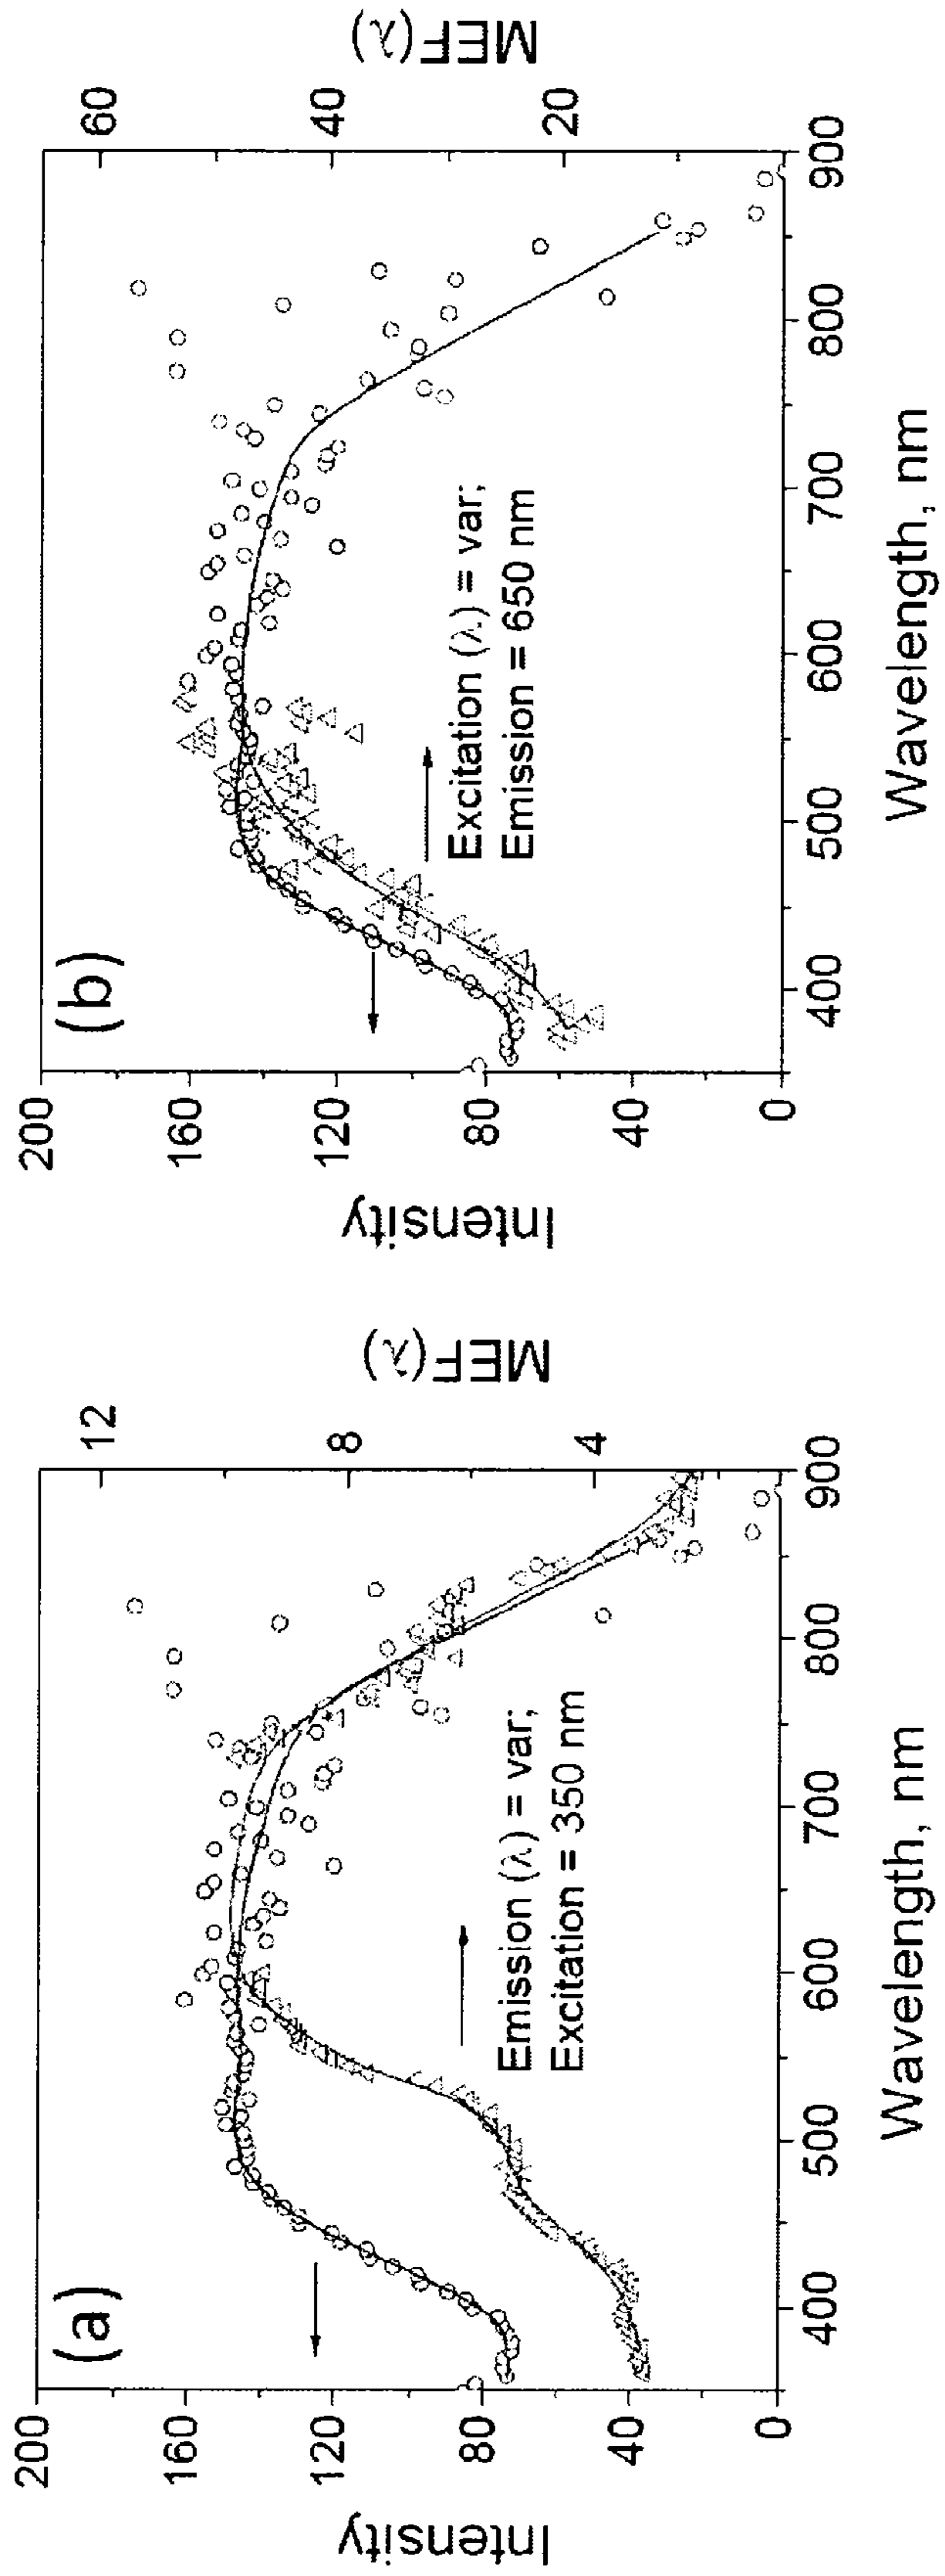 (a)
Intensity
200
160
120
80
40
0
MEF(λ)
12
8
4
Emission (λ) = var;
Excitation = 350 nm
400 500 600 700 800 900
Wavelength, nm
(b)
Intensity
200
160
120
80
40
0
MEF(λ)
60
40
20
Excitation (λ) = var;
Emission = 650 nm
400 500 600 700 800 900
Wavelength, nm